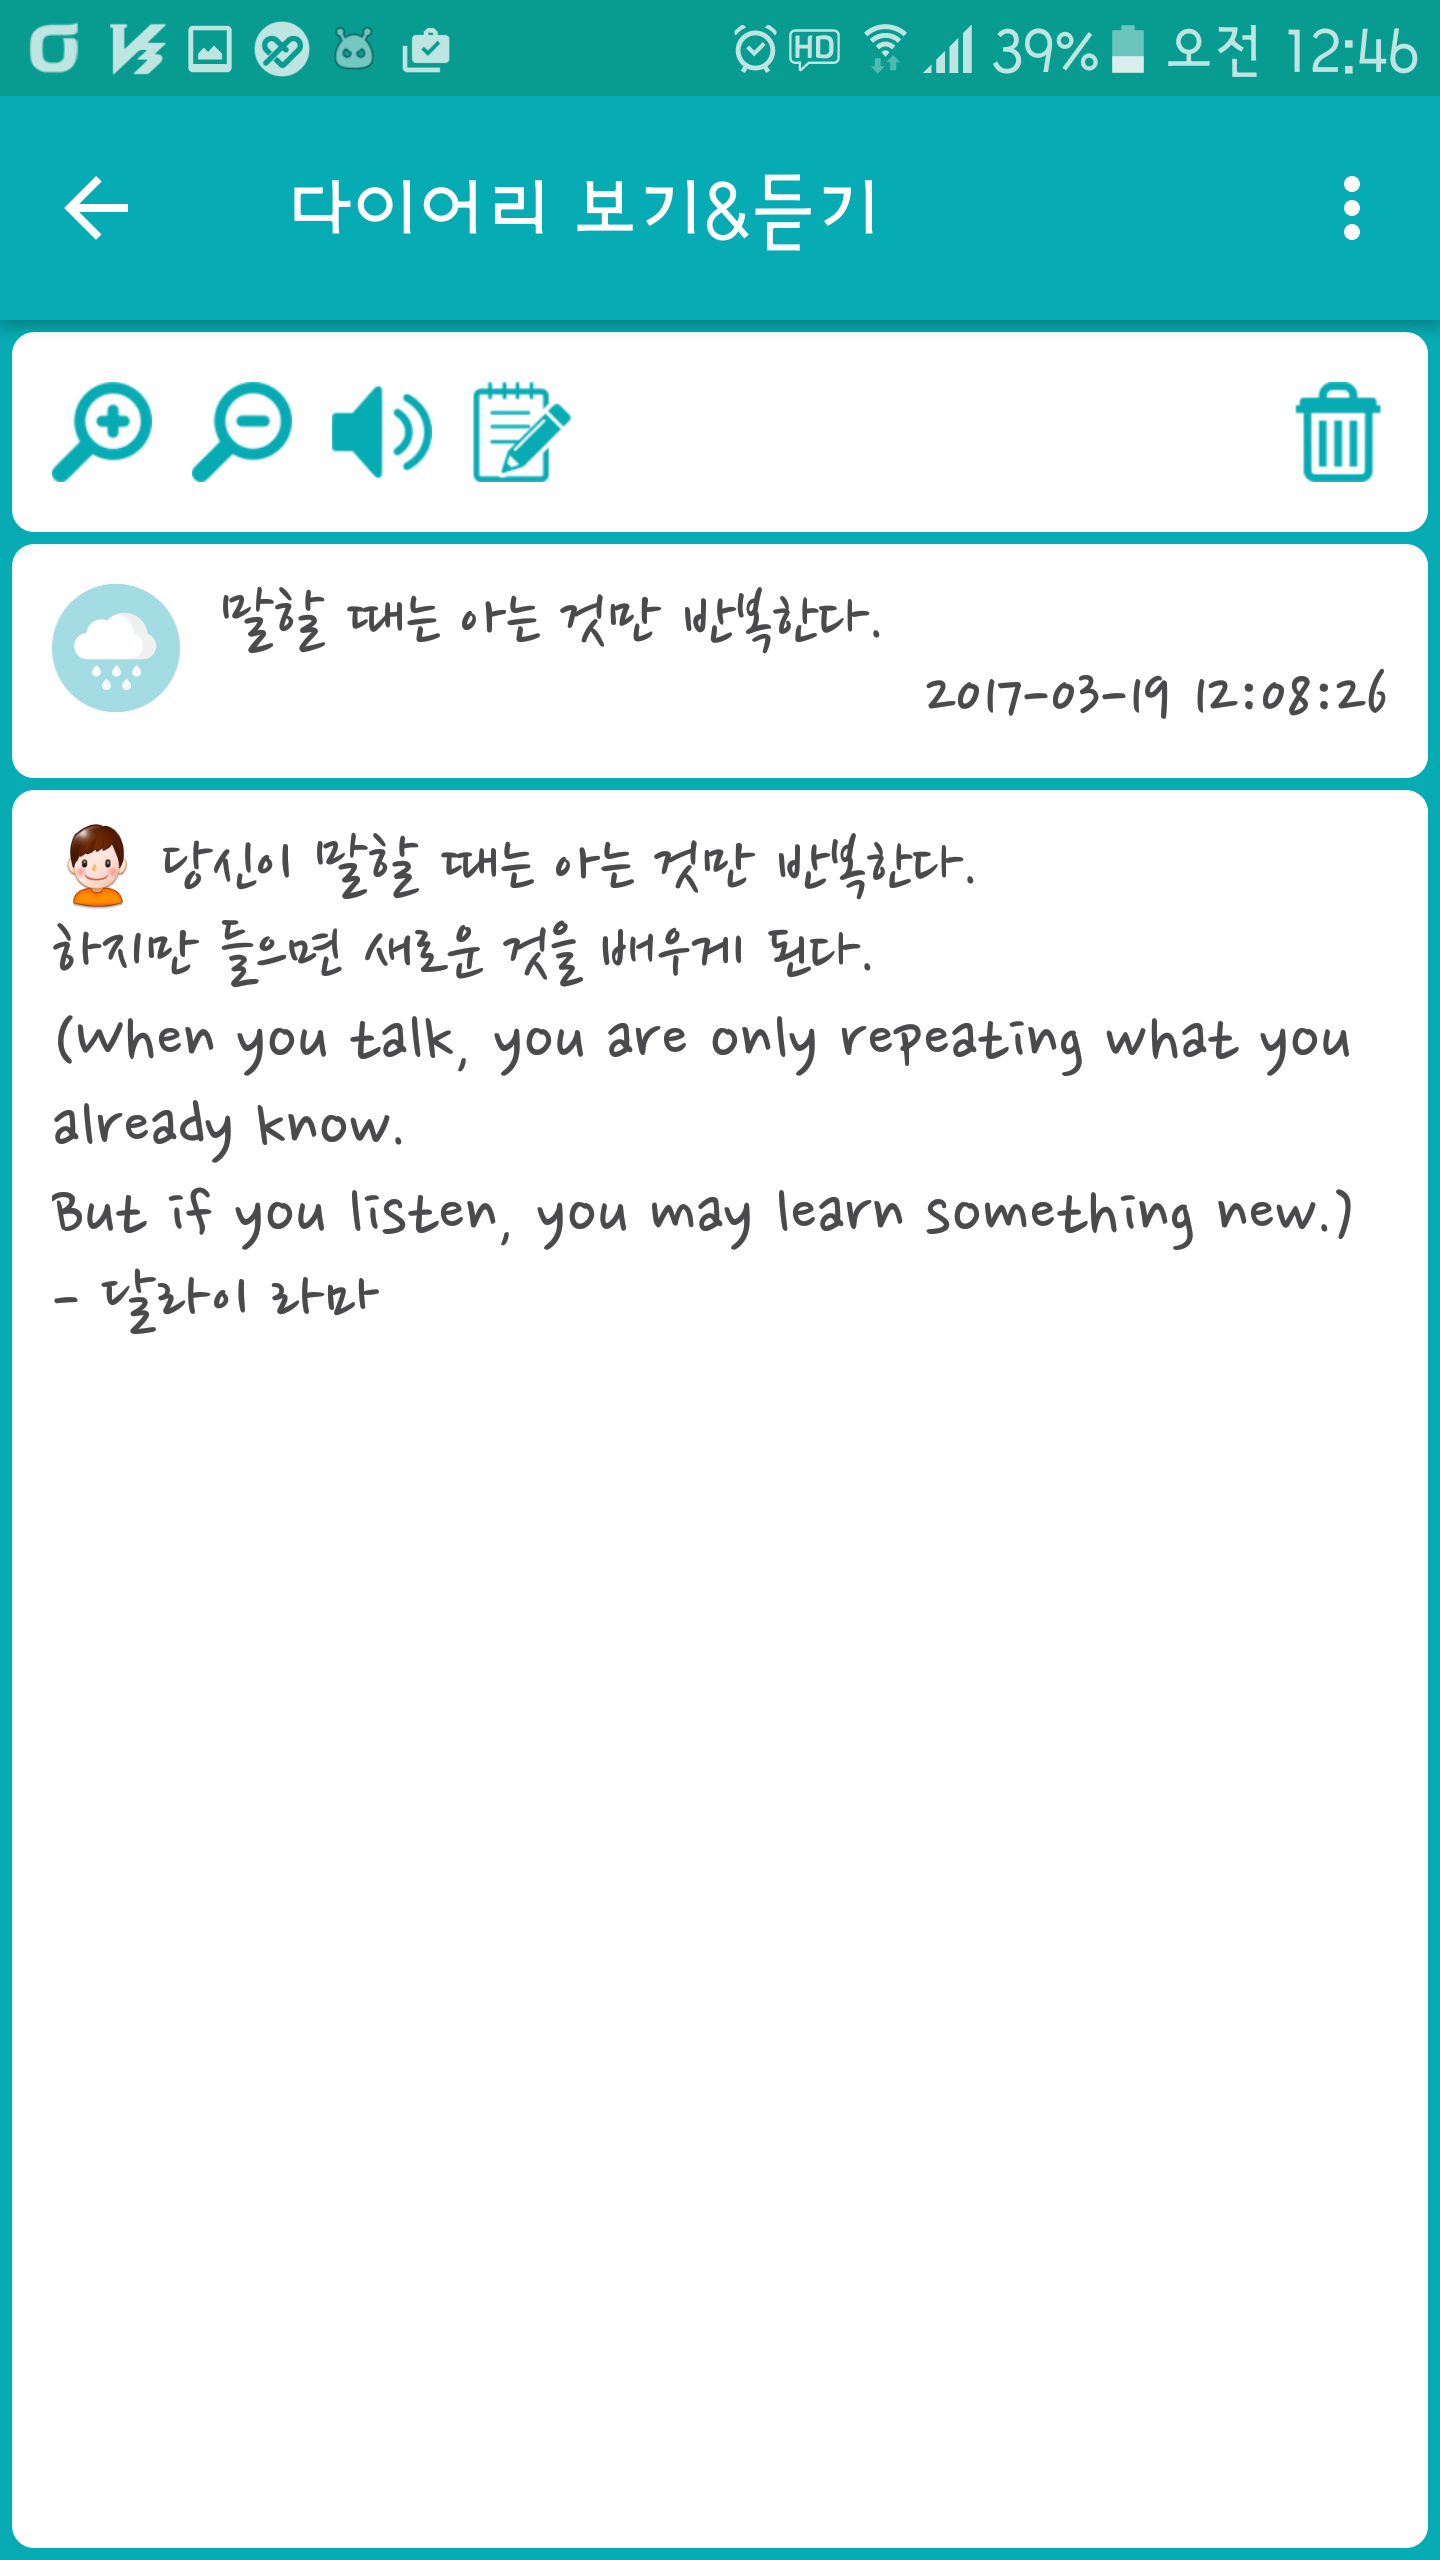 39% 오전 12:46
다이어리 보기&듣기
말할 때는 아는 것만 반복한다.
2017-03-19 12:08:26
당신이 말할 때는 아는 것만 반복한다.
하지만 들으면 새로운 것을 배우게 된다.
(When you talk, you are only repeating what you
already know.
But if you listen, you may learn something new.)
- 달라이 라마